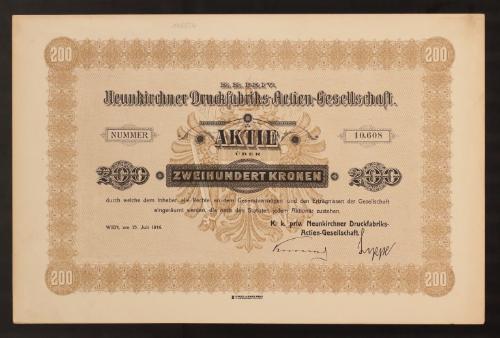 200 200
K. K. PRIV.
Neunkirchner Druckfabriks-Actien-Gesellschaft.
NUMMER AKTIE 10,608
ÜBER
200 ZWEIHUNDERT KRONEN 200
durch welche dem Inhaber alle Rechte an dem Gesamtvermögen und den Erträgnissen der Gesellschaft
eingeräumt werden, die nach den Statuten jedem Aktionär zustehen.
WIEN, am 15. Juli 1916.
K. k. priv. Neunkirchner Druckfabriks-
Actien-Gesellschaft.
200 200